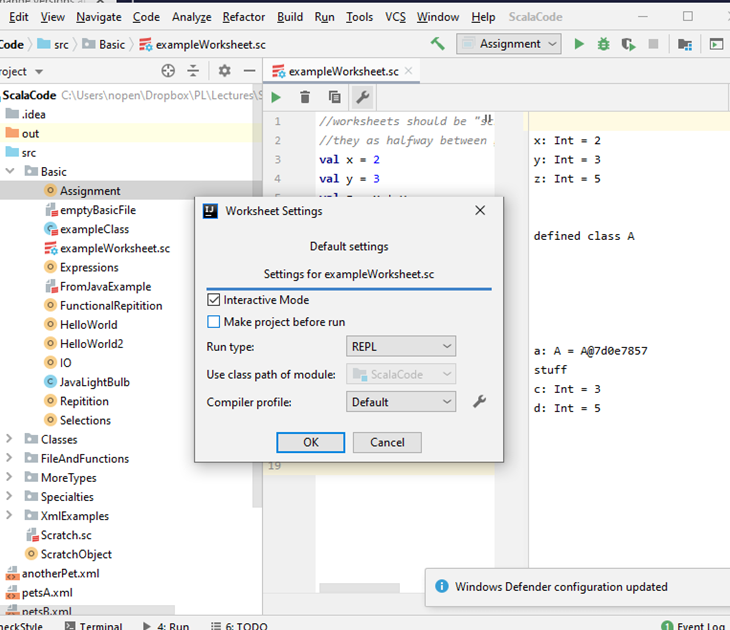 Edit View Navigate Code Analyze Refactor Build Run Tools VCS Window Help ScalaCode
Code src Basic exampleWorksheet.sc Assignment
roject
exampleWorksheet.sc
ScalaCode C:\Users\nopen\Dropbox\PL\Lectures\S
.idea
out
src
Basic
Assignment
emptyBasicFile
exampleClass
exampleWorksheet.sc
Expressions
FromJavaExample
FunctionalRepitition
HelloWorld
HelloWorld2
IO
JavaLightBulb
Repitition
Selections
Classes
FileAndFunctions
MoreTypes
Specialties
XmlExamples
Scratch.sc
ScratchObject
anotherPet.xml
petsA.xml
petsB.xml
1 //worksheets should be "sc
2 //they as halfway between
3 val x = 2
4 val y = 3
19
x: Int = 2
y: Int = 3
z: Int = 5
defined class A
a: A = A@7d0e7857
stuff
c: Int = 3
d: Int = 5
Worksheet Settings
Default settings
Settings for exampleWorksheet.sc
Interactive Mode
Make project before run
Run type: REPL
Use class path of module: ScalaCode
Compiler profile: Default
OK Cancel
Windows Defender configuration updated
heckStyle Terminal 4: Run 6: TODO 1 Event Log